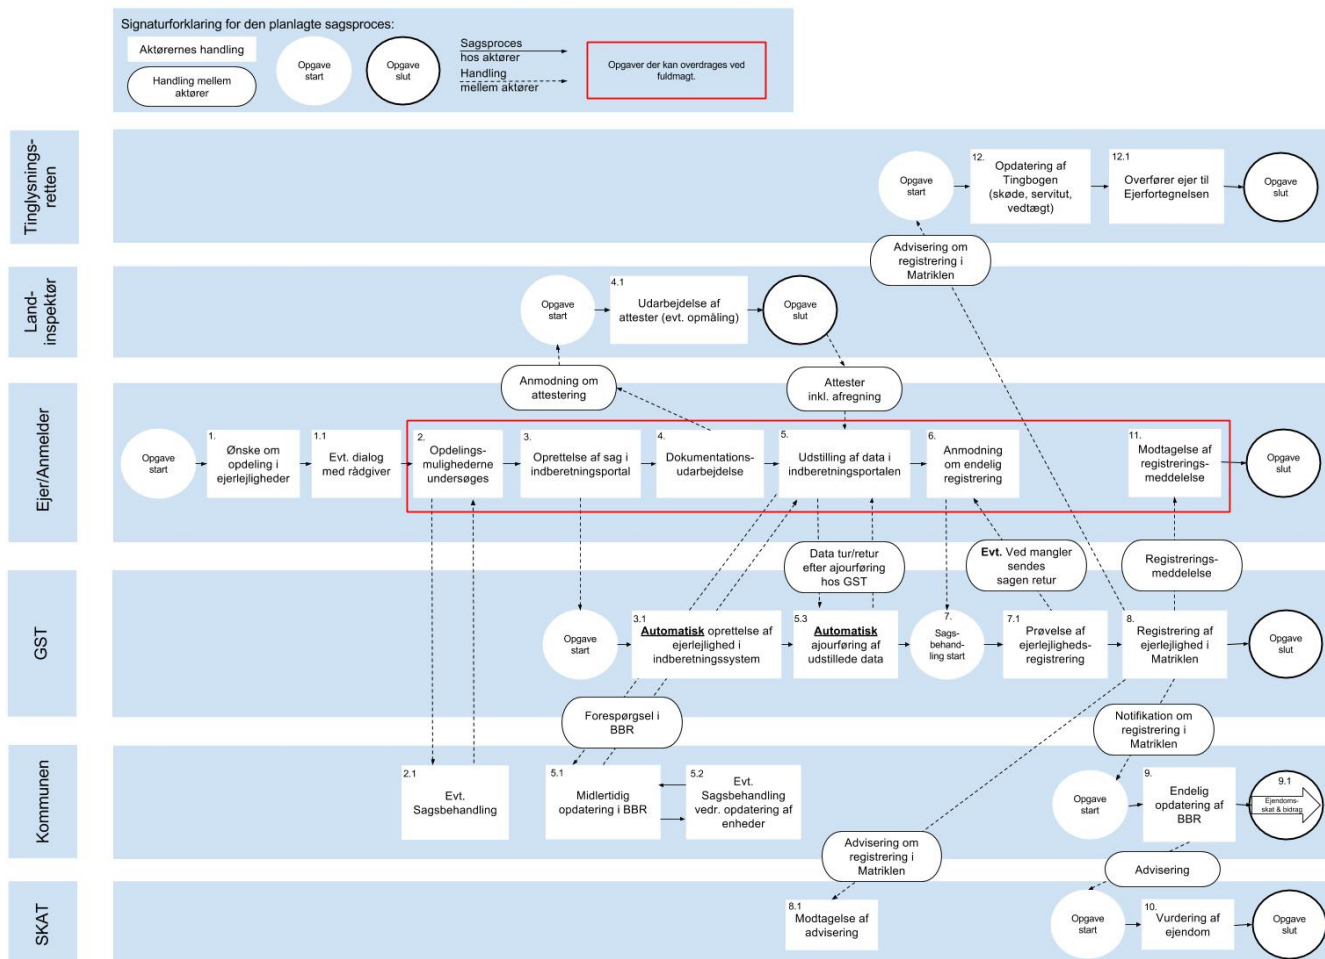 Signaturforklaring for den planlagte sagsproces:
Aktørernes handling
Handling mellem
aktører
Opgave
start
Opgave
slut
Sagsproces
hos aktører
Handling
mellem aktører
Opgaver der kan overdrages ved
fuldmagt.
Tinglysnings-
retten
Opgave
start
12.
Opdatering af
Tingbogen
(skøde, servitut,
vedtægt)
12.1
Overfører ejer til
Ejerfortegnelsen
Opgave
slut
Advisering om
registrering i
Matriklen
Land-
inspektør
Opgave
start
4.1
Udarbejdelse af
attester (evt. opmåling)
Opgave
slut
Anmodning om
attestering
Attester
inkl. afregning
Ejer/Anmelder
Opgave
start
1.
Ønske om
opdeling i
ejerlejligheder
1.1
Evt. dialog
med rådgiver
2.
Opdelings-
mulighederne
undersøges
3.
Oprettelse af sag i
indberetningsportal
4.
Dokumentations-
udarbejdelse
5.
Udstilling af data i
indberetningsportalen
6.
Anmodning
om endelig
registrering
11.
Modtagelse af
registrerings-
meddelelse
Opgave
slut
Data tur/retur
efter ajourføring
hos GST
Evt. Ved mangler
sendes
sagen retur
Registrerings-
meddelelse
GST
Opgave
start
3.1
Automatisk oprettelse af
ejerlejlighed i
indberetningssystem
5.3
Automatisk
ajourføring af
udstillede data
7.
Sags-
behand-
ling start
7.1
Prøvelse af
ejerlejligheds-
registrering
8.
Registrering af
ejerlejlighed i
Matriklen
Opgave
slut
Forespørgsel i
BBR
Notifikation om
registrering i
Matriklen
Kommunen
2.1
Evt.
Sagsbehandling
5.1
Midlertidig
opdatering i BBR
5.2
Evt.
Sagsbehandling
vedr. opdatering af
enheder
Opgave
start
9.
Endelig
opdatering af
BBR
9.1
Ejendoms-
skat & bidrag
Advisering om
registrering i
Matriklen
Advisering
SKAT
8.1
Modtagelse af
advisering
Opgave
start
10.
Vurdering af
ejendom
Opgave
slut